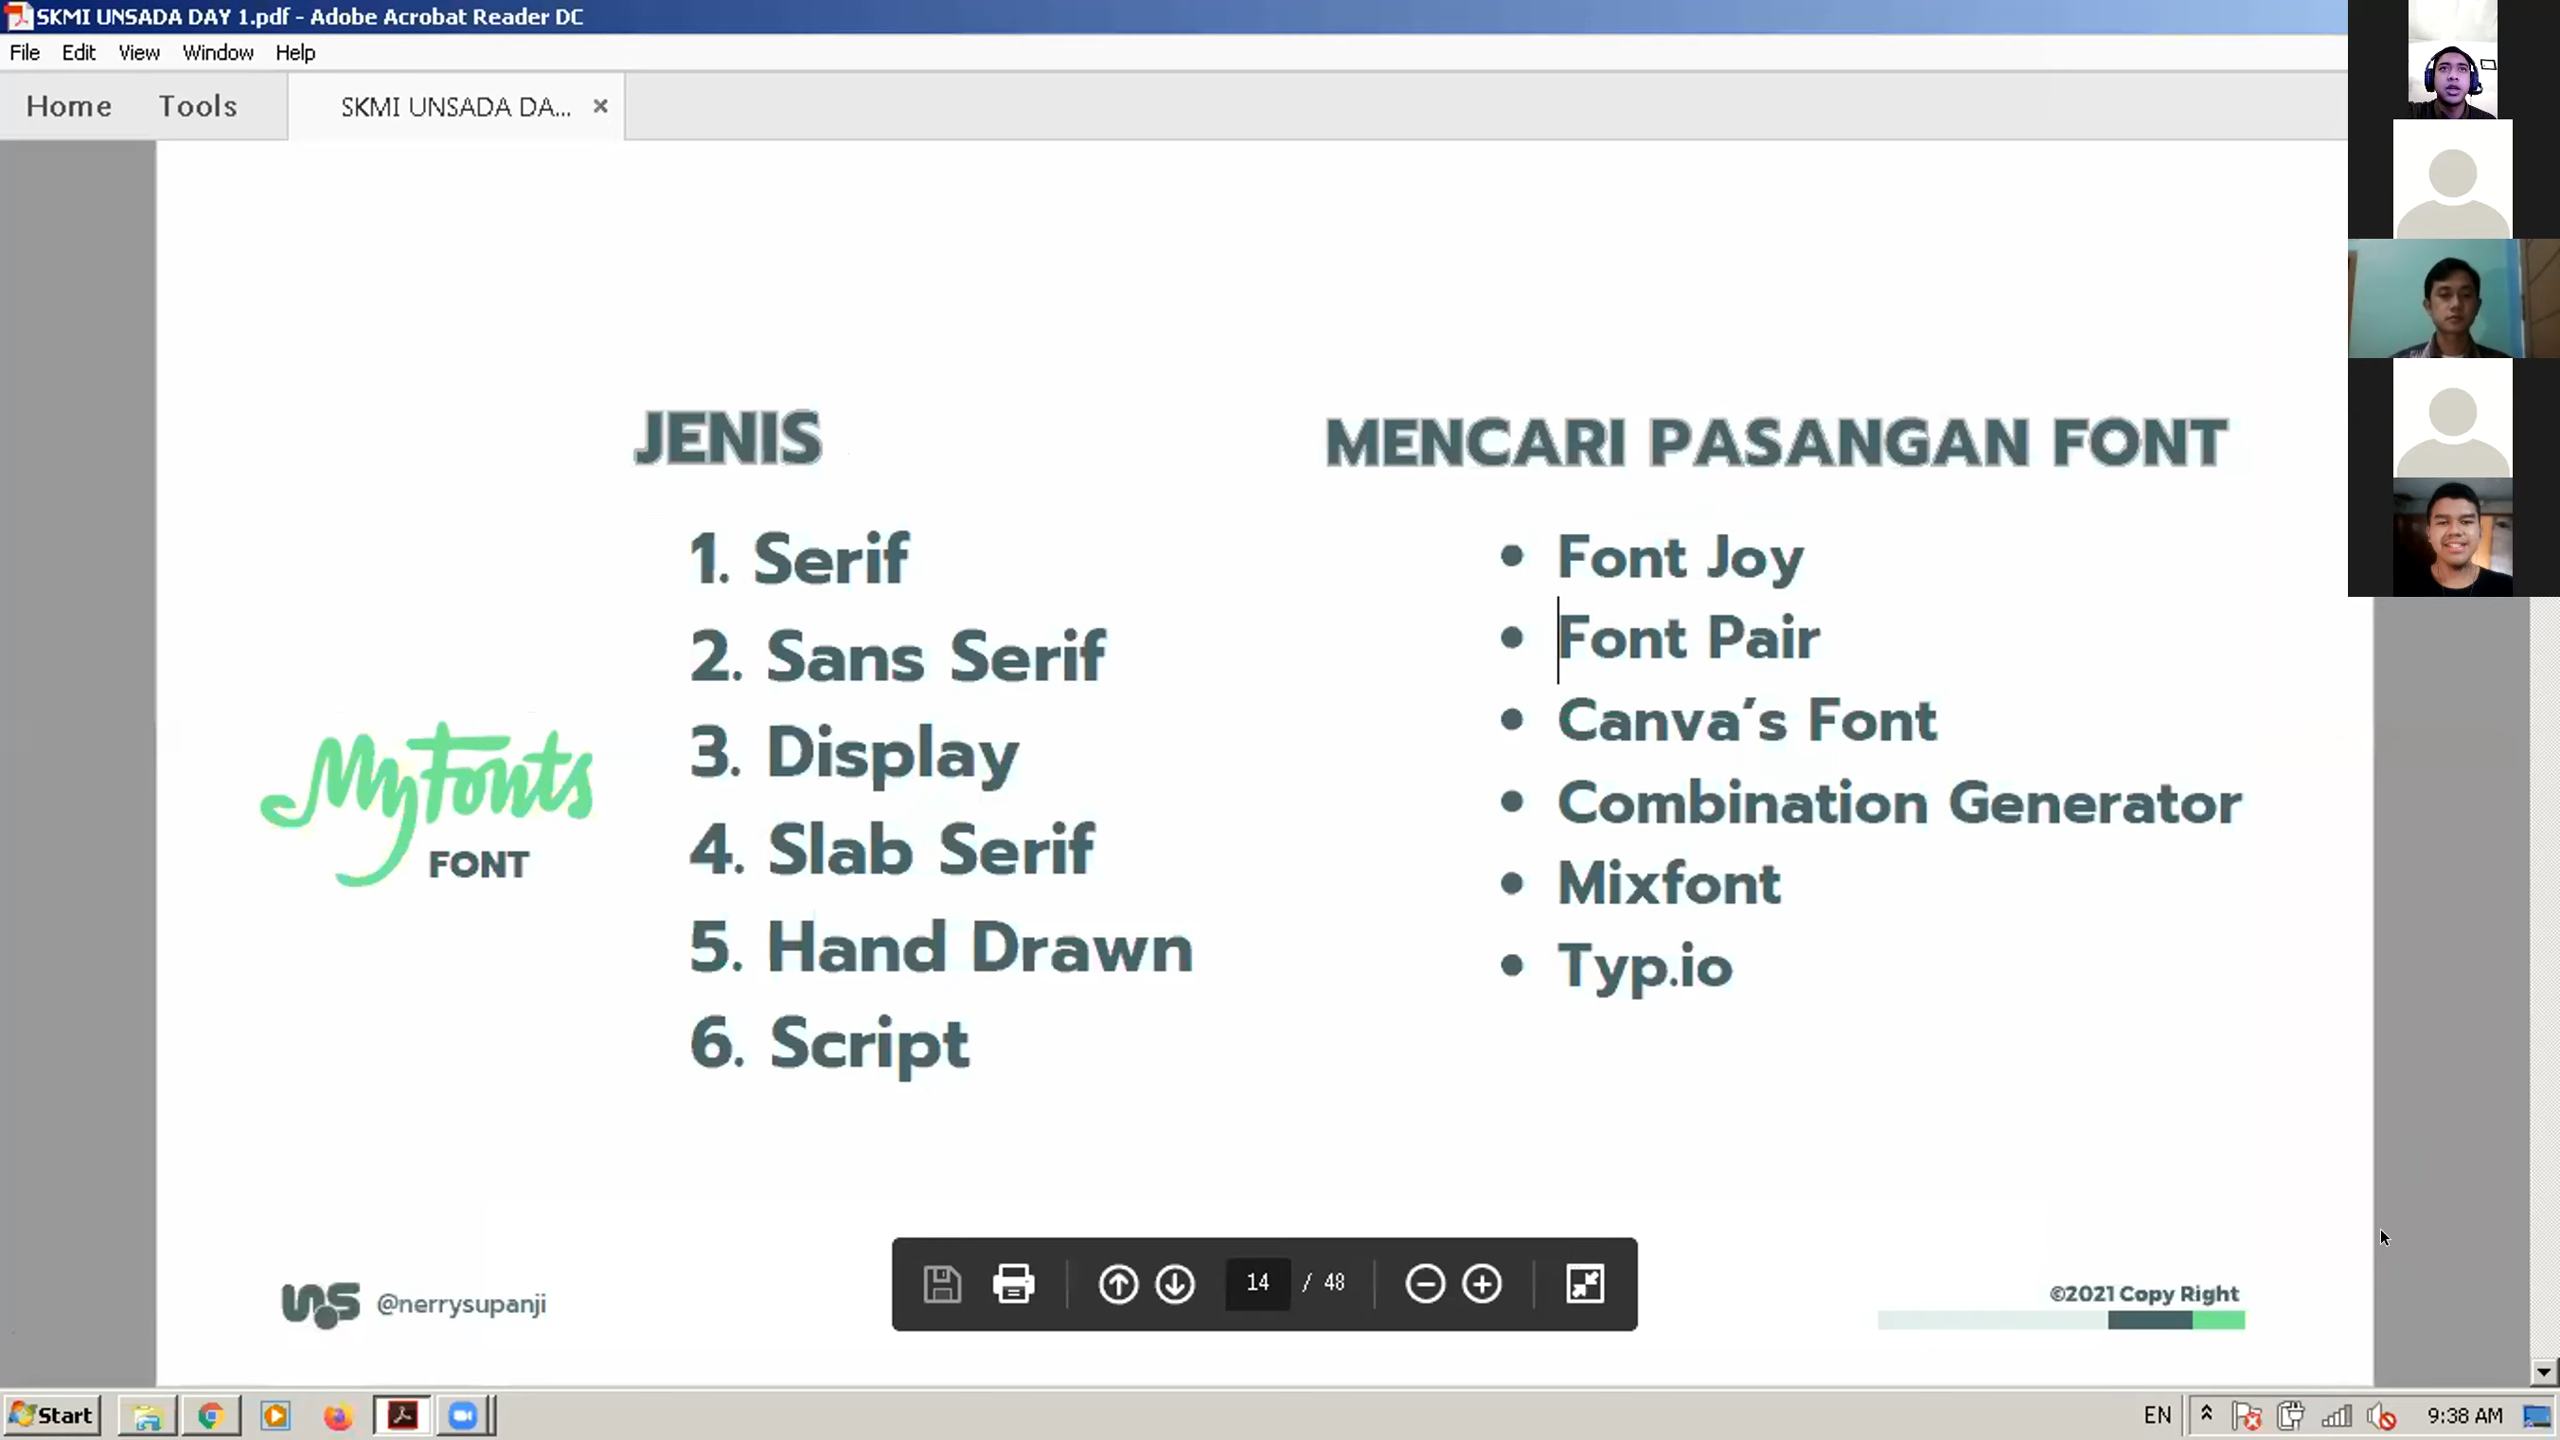 SKMI UNSADA DAY 1.pdf - Adobe Acrobat Reader DC
File Edit View Window Help
Home Tools SKMI UNSADA DA...
JENIS
1. Serif
2. Sans Serif
3. Display
4. Slab Serif
5. Hand Drawn
6. Script
MyFonts
FONT
MENCARI PASANGAN FONT
• Font Joy
• Font Pair
• Canva’s Font
• Combination Generator
• Mixfont
• Typ.io
@nerrysupanji
14 / 48
©2021 Copy Right
Start
EN
9:38 AM